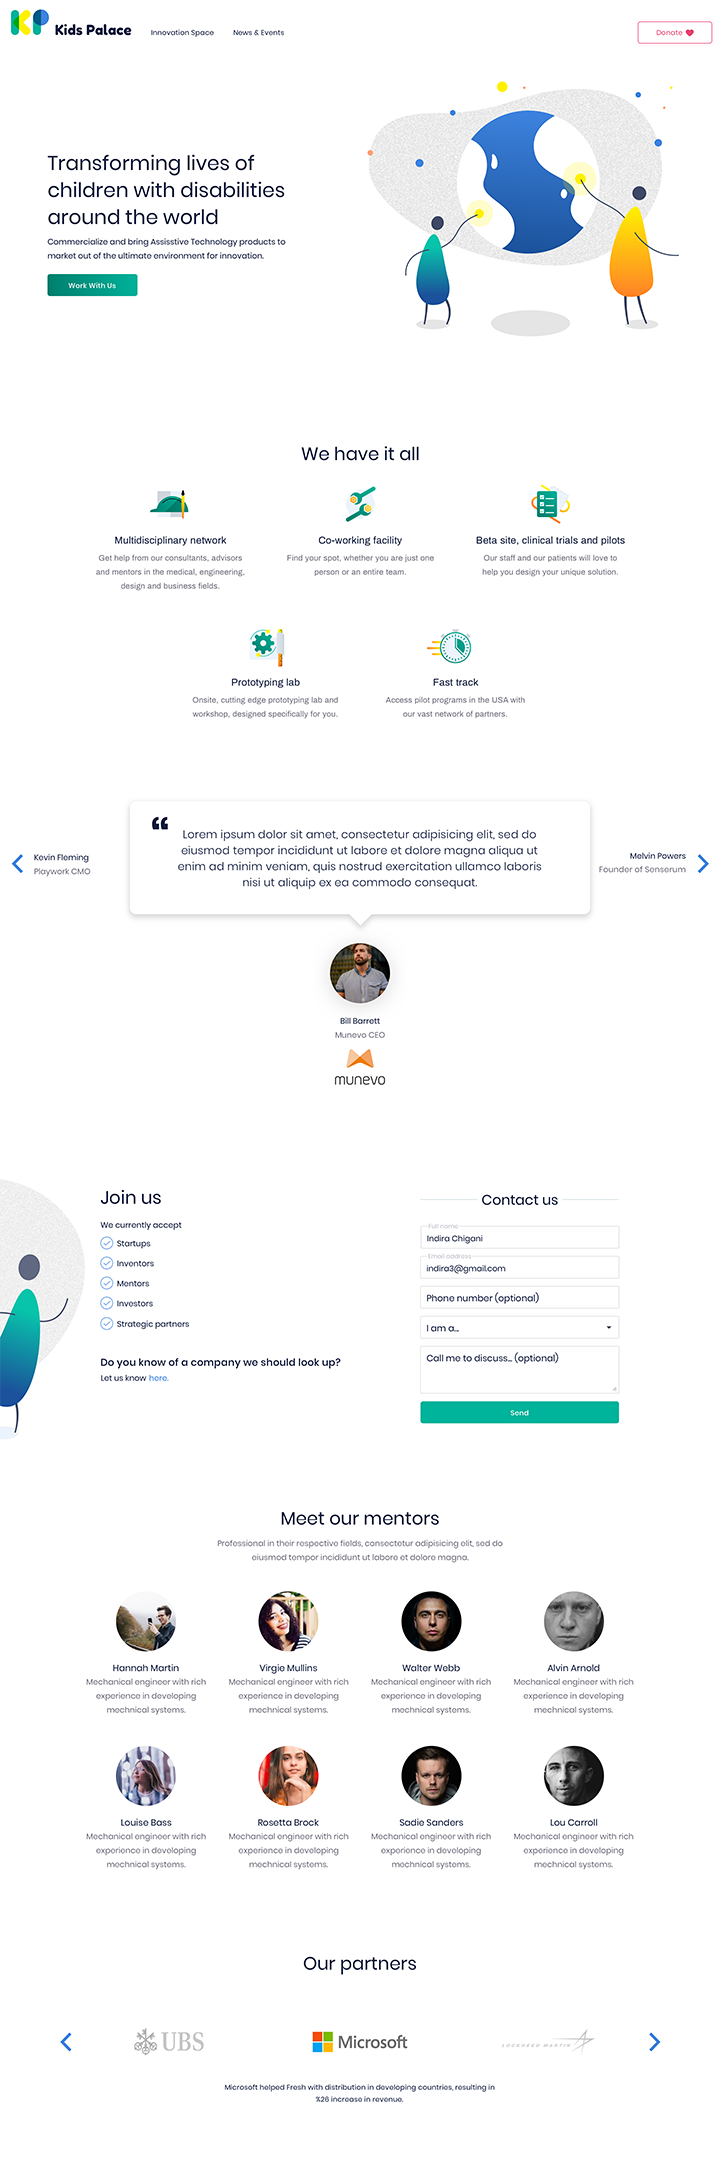 Kids Palace
Innovation Space
News & Events
Donate
Transforming lives of
children with disabilities
around the world
Commercialize and bring Assisstive Technology products to
market out of the ultimate environment for innovation.
Work With Us
We have it all
Multidisciplinary network
Get help from our consultants, advisors
and mentors in the medical, engineering,
design and business fields.
Co-working facility
Find your spot, whether you are just one
person or an entire team.
Beta site, clinical trials and pilots
Our staff and our patients will love to
help you design your unique solution.
Prototyping lab
Onsite, cutting edge prototyping lab and
workshop, designed specifically for you.
Fast track
Access pilot programs in the USA with
our vast network of partners.
Kevin Fleming
Playwork CMO
“ Lorem ipsum dolor sit amet, consectetur adipisicing elit, sed do
eiusmod tempor incididunt ut labore et dolore magna aliqua ut
enim ad minim veniam, quis nostrud exercitation ullamco laboris
nisi ut aliquip ex ea commodo consequat.
Melvin Powers
Founder of Senserum
Bill Barrett
Munevo CEO
munevo
Join us
We currently accept
Startups
Inventors
Mentors
Investors
Strategic partners
Do you know of a company we should look up?
Let us know here.
Contact us
Full name
Indira Chigani
Email address
indira3@gmail.com
Phone number (optional)
I am a...
Call me to discuss... (optional)
Send
Meet our mentors
Professional in their respective fields, consectetur adipisicing elit, sed do
eiusmod tempor incididunt ut labore et dolore magna.
Hannah Martin
Mechanical engineer with rich
experience in developing
mechnical systems.
Virgie Mullins
Mechanical engineer with rich
experience in developing
mechnical systems.
Walter Webb
Mechanical engineer with rich
experience in developing
mechnical systems.
Alvin Arnold
Mechanical engineer with rich
experience in developing
mechnical systems.
Louise Bass
Mechanical engineer with rich
experience in developing
mechnical systems.
Rosetta Brock
Mechanical engineer with rich
experience in developing
mechnical systems.
Sadie Sanders
Mechanical engineer with rich
experience in developing
mechnical systems.
Lou Carroll
Mechanical engineer with rich
experience in developing
mechnical systems.
Our partners
UBS
Microsoft
LOCKHEED MARTIN
Microsoft helped Fresh with distribution in developing countries, resulting in
%26 increase in revenue.